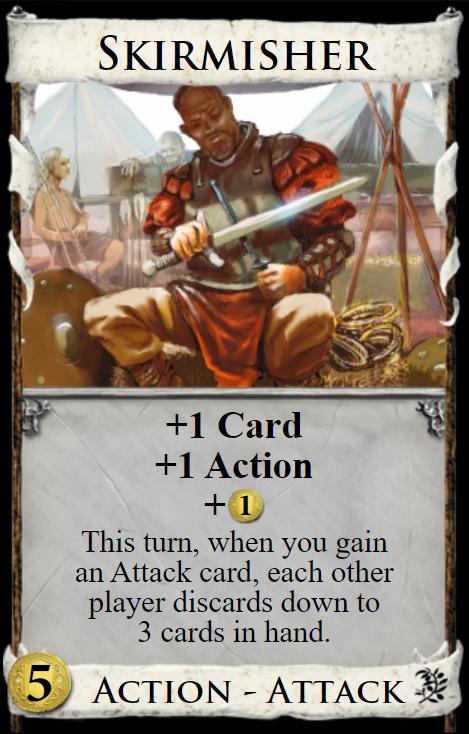 SKIRMISHER
+1 Card
+1 Action
+1
This turn, when you gain
an Attack card, each other
player discards down to
3 cards in hand.
5 ACTION - ATTACK